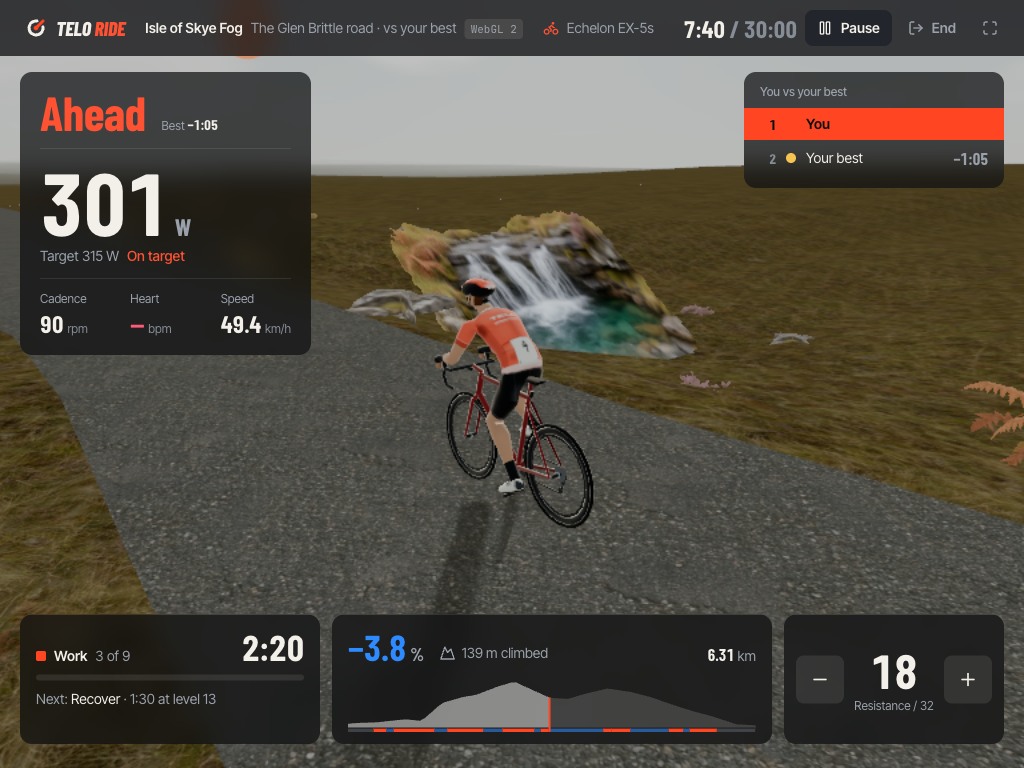 TELO RIDE Isle of Skye Fog The Glen Brittle road · vs your best WebGL 2 Echelon EX-5s 7:40 / 30:00 Pause End
Ahead Best −1:05
301 W
Target 315 W On target
Cadence Heart Speed
90 rpm – bpm 49.4 km/h
You vs your best
1 You
2 Your best −1:05
4
Work 3 of 9 2:20
Next: Recover · 1:30 at level 13
−3.8 % 139 m climbed 6.31 km
− 18 +
Resistance / 32